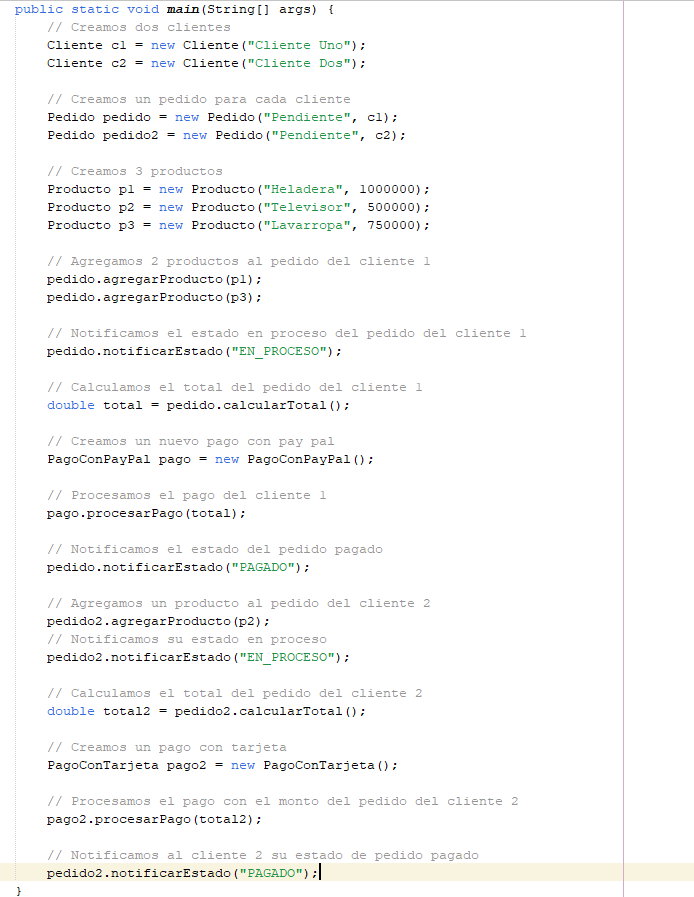 public static void main(String[] args) {
// Creamos dos clientes
Cliente c1 = new Cliente("Cliente Uno");
Cliente c2 = new Cliente("Cliente Dos");
// Creamos un pedido para cada cliente
Pedido pedido = new Pedido("Pendiente", c1);
Pedido pedido2 = new Pedido("Pendiente", c2);
// Creamos 3 productos
Producto p1 = new Producto("Heladera", 1000000);
Producto p2 = new Producto("Televisor", 500000);
Producto p3 = new Producto("Lavarropa", 750000);
// Agregamos 2 productos al pedido del cliente 1
pedido.agregarProducto(p1);
pedido.agregarProducto(p3);
// Notificamos el estado en proceso del pedido del cliente 1
pedido.notificarEstado("EN_PROCESO");
// Calculamos el total del pedido del cliente 1
double total = pedido.calcularTotal();
// Creamos un nuevo pago con pay pal
PagoConPayPal pago = new PagoConPayPal();
// Procesamos el pago del cliente 1
pago.procesarPago(total);
// Notificamos el estado del pedido pagado
pedido.notificarEstado("PAGADO");
// Agregamos un producto al pedido del cliente 2
pedido2.agregarProducto(p2);
// Notificamos su estado en proceso
pedido2.notificarEstado("EN_PROCESO");
// Calculamos el total del pedido del cliente 2
double total2 = pedido2.calcularTotal();
// Creamos un pago con tarjeta
PagoConTarjeta pago2 = new PagoConTarjeta();
// Procesamos el pago con el monto del pedido del cliente 2
pago2.procesarPago(total2);
// Notificamos al cliente 2 su estado de pedido pagado
pedido2.notificarEstado("PAGADO");
}